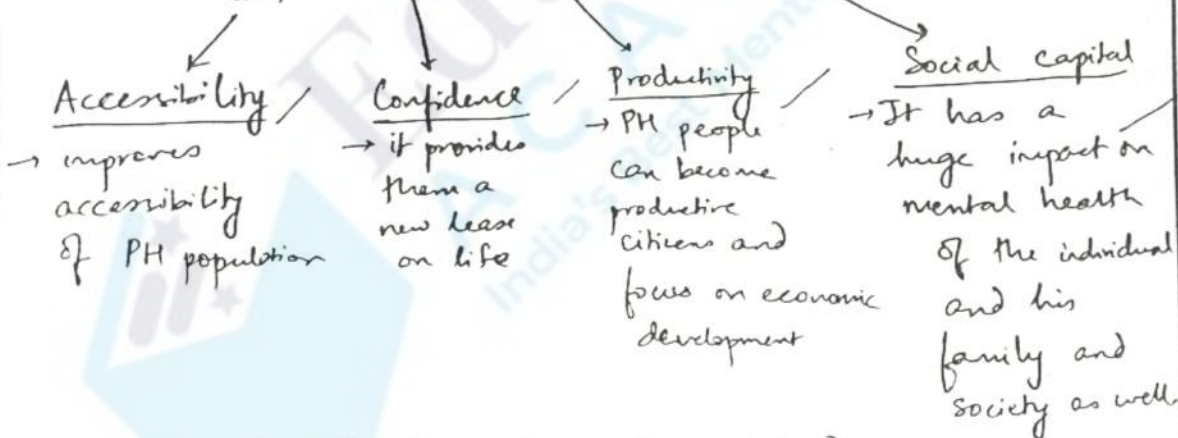 Accessibility
→ improves
accessibility
of PH population
Confidence
→ it provides
them a
new lease
on life
Productivity
→ PH people
can become
productive
citizens and
focus on economic
development
Social capital
→ It has a
huge impact on
mental health
of the individual
and his
family and
society as well